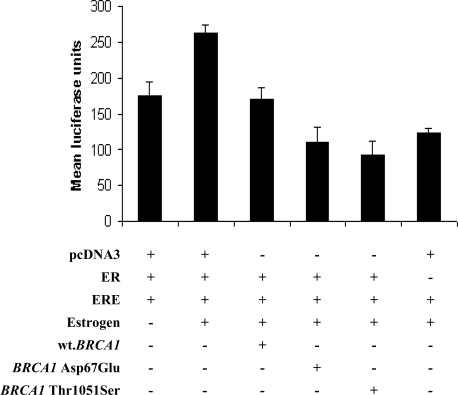 300
250
200
150
100
50
0
Mean luciferase units
pcDNA3 + + - - - +
ER + + + + + -
ERE + + + + + +
Estrogen - + + + + +
wt.BRCA1 - - + - - -
BRCA1 Asp67Glu - - - + - -
BRCA1 Thr1051Ser - - - - + -